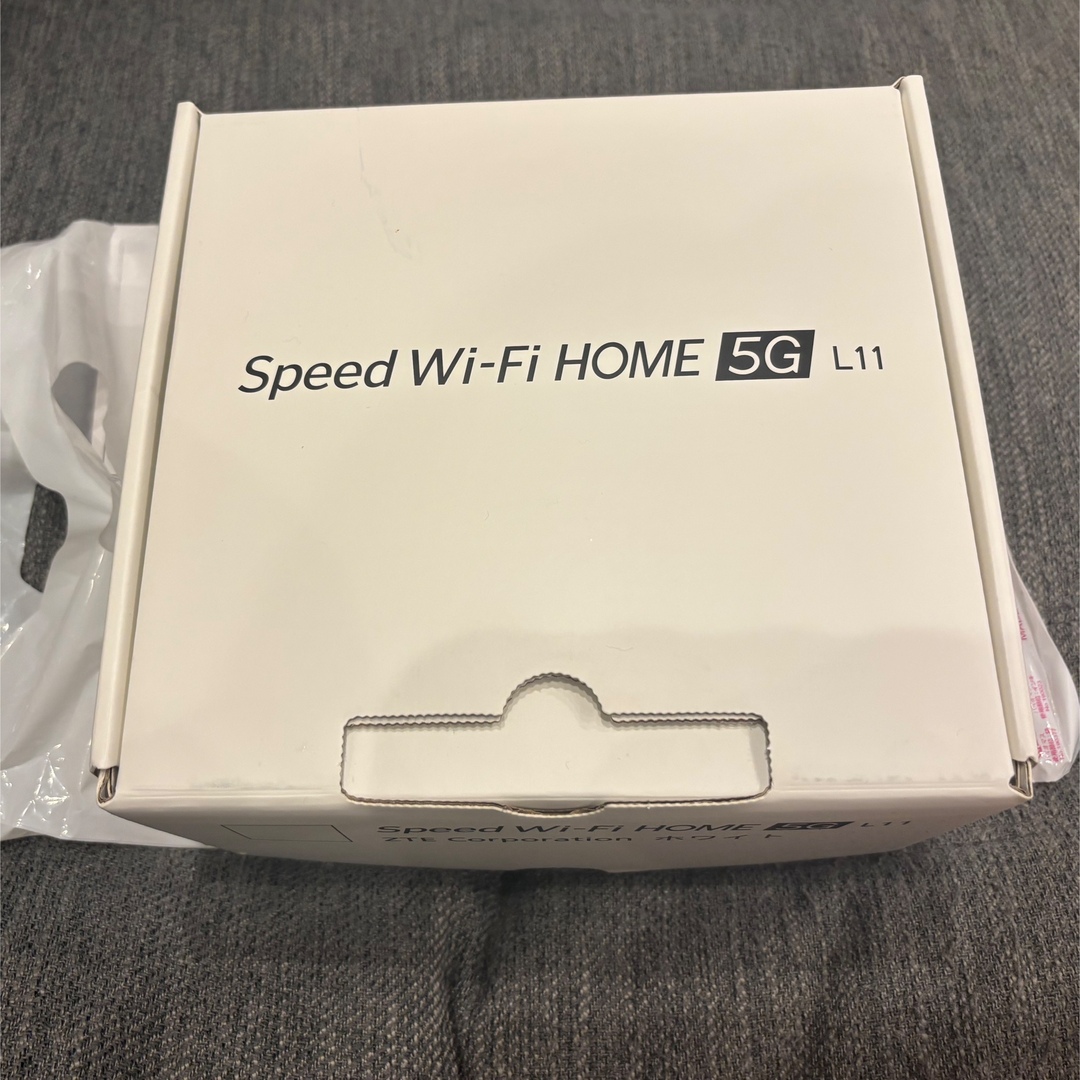 Speed Wi-Fi HOME 5G L11
Speed Wi-Fi HOME 5G L11
ZTE Corporation ホワイト